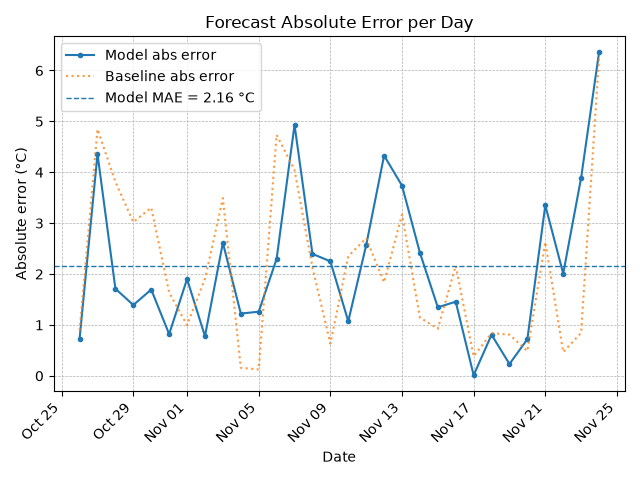 Forecast Absolute Error per Day
Model abs error
Baseline abs error
Model MAE = 2.16 °C
Absolute error (°C)
6
5
4
3
2
1
0
Oct 25
Oct 29
Nov 01
Nov 05
Nov 09
Nov 13
Nov 17
Nov 21
Nov 25
Date